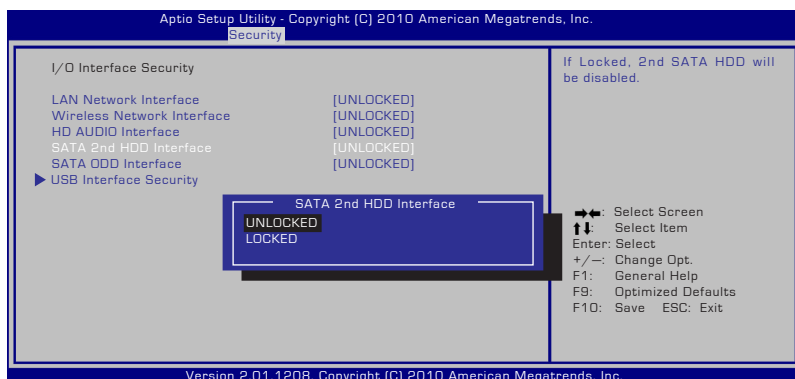 Aptio Setup Utility - Copyright (C) 2010 American Megatrends, Inc.
Security
I/O Interface Security
LAN Network Interface [UNLOCKED]
Wireless Network Interface [UNLOCKED]
HD AUDIO Interface [UNLOCKED]
SATA 2nd HDD Interface [UNLOCKED]
SATA ODD Interface [UNLOCKED]
USB Interface Security
SATA 2nd HDD Interface
UNLOCKED
LOCKED
If Locked, 2nd SATA HDD will
be disabled.
→←: Select Screen
↑↓: Select Item
Enter: Select
+/—: Change Opt.
F1: General Help
F9: Optimized Defaults
F10: Save ESC: Exit
Version 2.01.1208. Copyright (C) 2010 American Megatrends, Inc.